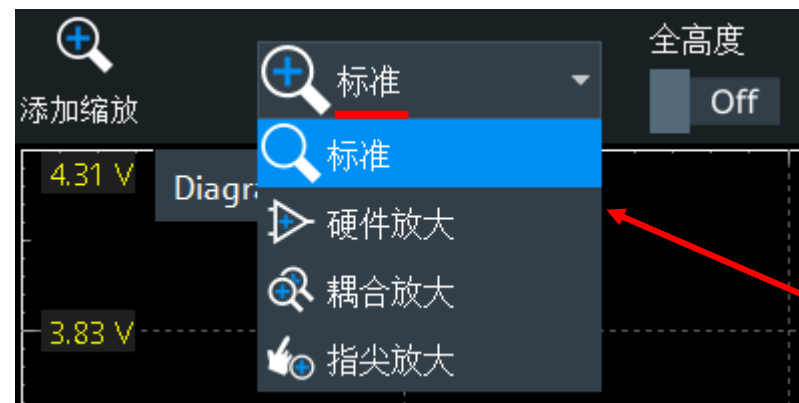 添加缩放
标准
全高度
Off
标准
硬件放大
耦合放大
指尖放大
4.31 V
Diagr
3.83 V